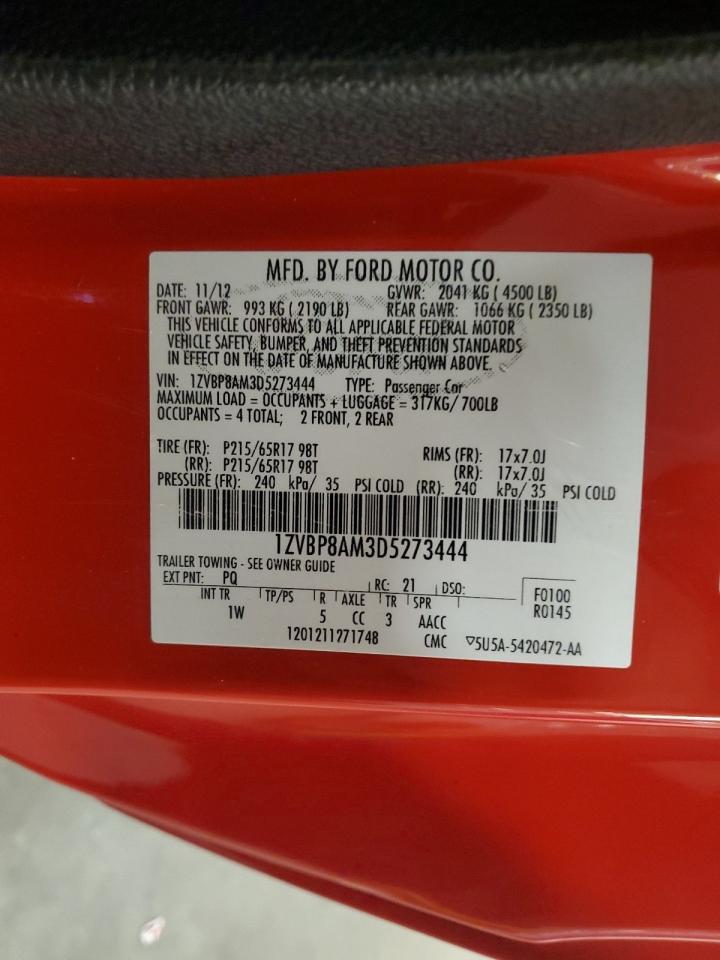 MFD. BY FORD MOTOR CO.
DATE: 11/12 GVWR: 2041 KG ( 4500 LB)
FRONT GAWR: 993 KG ( 2190 LB) REAR GAWR: 1066 KG ( 2350 LB)
THIS VEHICLE CONFORMS TO ALL APPLICABLE FEDERAL MOTOR
VEHICLE SAFETY, BUMPER, AND THEFT PREVENTION STANDARDS
IN EFFECT ON THE DATE OF MANUFACTURE SHOWN ABOVE.
VIN: 1ZVBP8AM3D5273444 TYPE: Passenger Car
MAXIMUM LOAD = OCCUPANTS + LUGGAGE = 317KG/ 700LB
OCCUPANTS = 4 TOTAL; 2 FRONT, 2 REAR
TIRE (FR): P215/65R17 98T RIMS (FR): 17x7.0J
(RR): P215/65R17 98T (RR): 17x7.0J
PRESSURE (FR): 240 kPa/ 35 PSI COLD (RR): 240 kPa/ 35 PSI COLD
1ZVBP8AM3D5273444
TRAILER TOWING - SEE OWNER GUIDE
EXT PNT: PQ RC: 21 DSO: F0100
INT TR TP/PS R AXLE TR SPR R0145
1W 5 CC 3 AACC
1201211271748 CMC ▽5U5A-5420472-AA